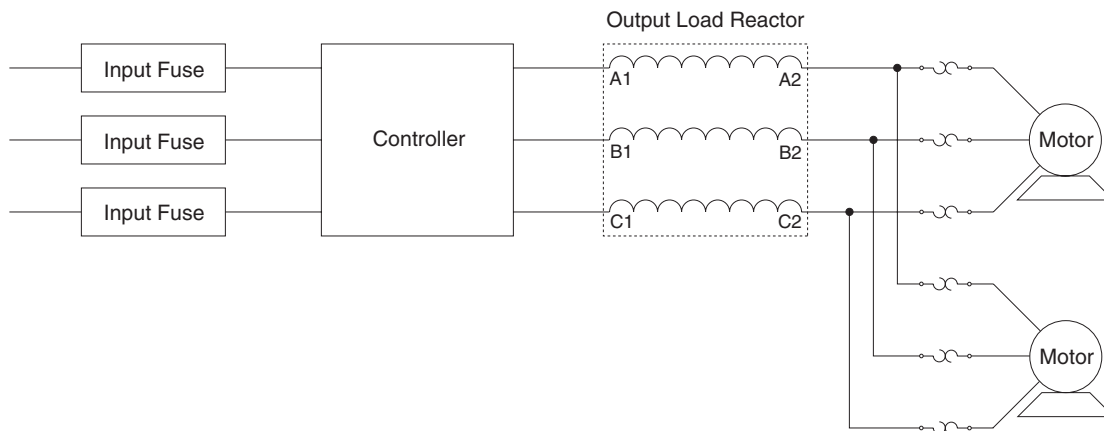 Output Load Reactor
Input Fuse
A1
A2
Motor
Input Fuse
Controller
B1
B2
Input Fuse
C1
C2
Motor